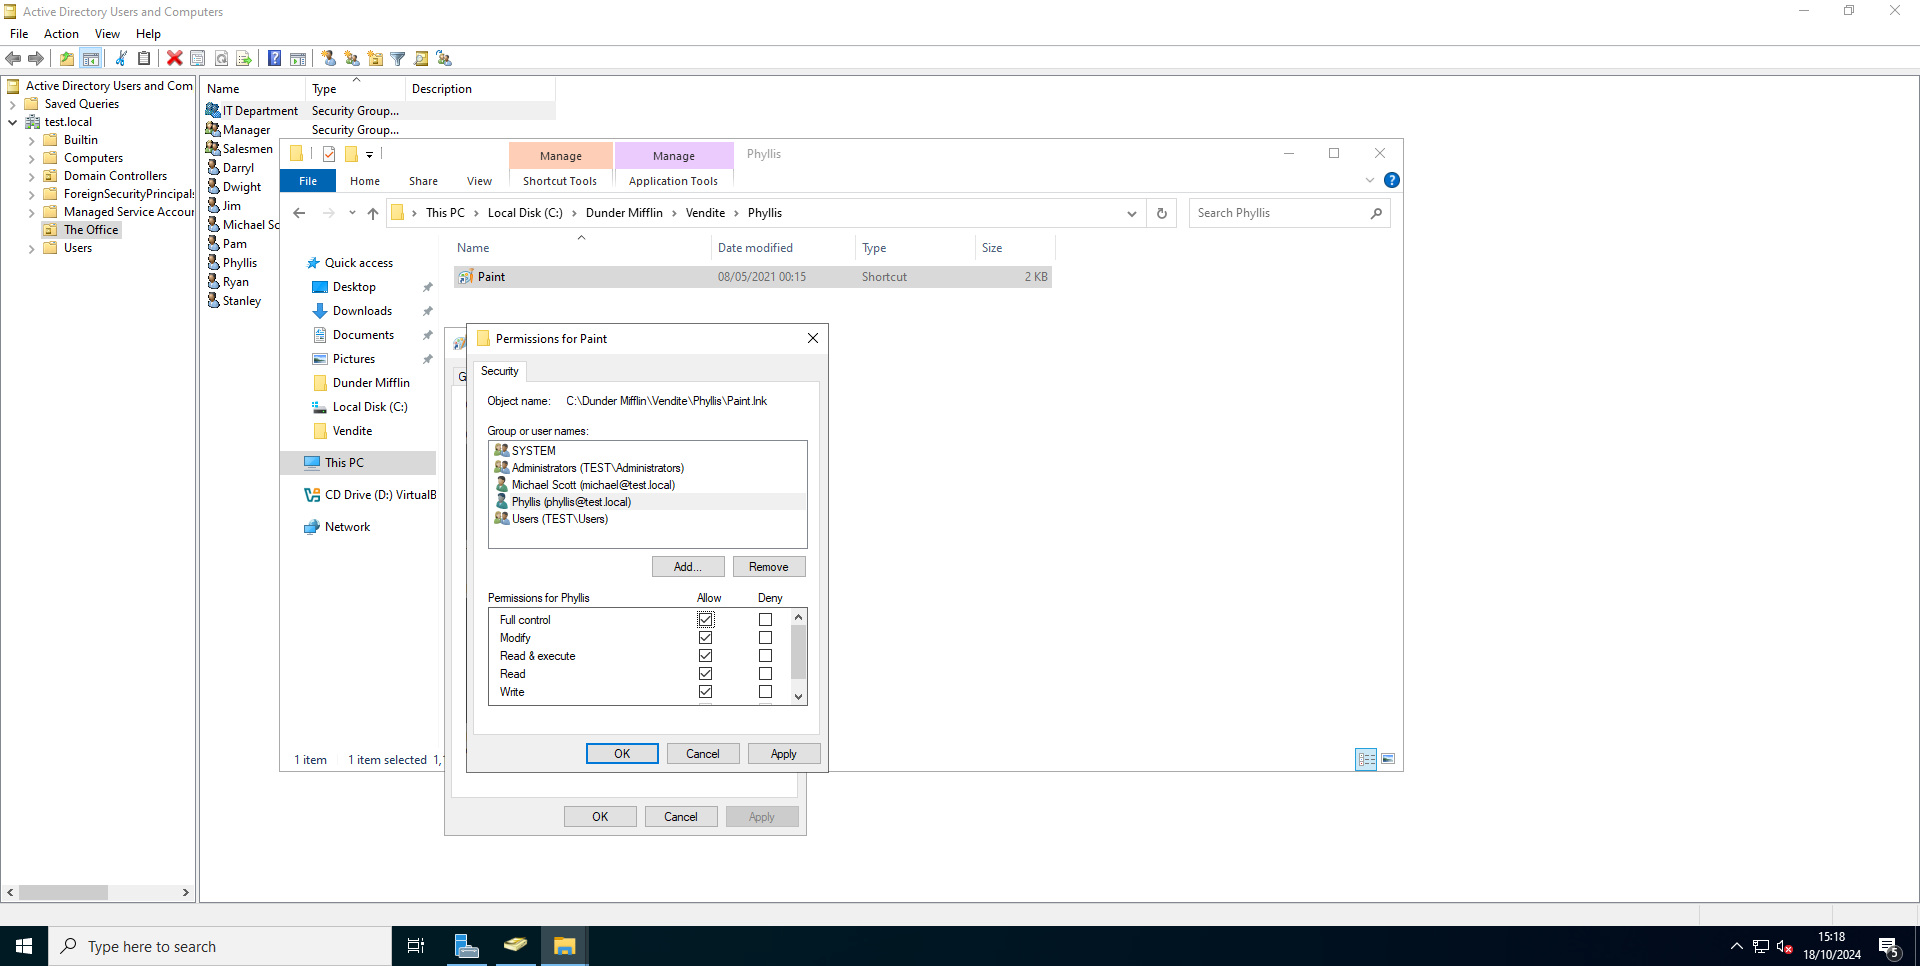 Active Directory Users and Computers
File Action View Help
Active Directory Users and Com
Saved Queries
test.local
Builtin
Computers
Domain Controllers
ForeignSecurityPrincipals
Managed Service Accour
The Office
Users
Name Type Description
IT Department Security Group...
Manager Security Group...
Salesmen
Darryl
Dwight
Jim
Michael Sc
Pam
Phyllis
Ryan
Stanley
Manage Manage Phyllis
File Home Share View Shortcut Tools Application Tools
This PC Local Disk (C:) Dunder Mifflin Vendite Phyllis
Search Phyllis
Quick access
Desktop
Downloads
Documents
Pictures
Dunder Mifflin
Local Disk (C:)
Vendite
This PC
CD Drive (D:) VirtualB
Network
Name Date modified Type Size
Paint 08/05/2021 00:15 Shortcut 2 KB
1 item 1 item selected 1,
G
Permissions for Paint
Security
Object name: C:\Dunder Mifflin\Vendite\Phyllis\Paint.lnk
Group or user names:
SYSTEM
Administrators (TEST\Administrators)
Michael Scott (michael@test.local)
Phyllis (phyllis@test.local)
Users (TEST\Users)
Add... Remove
Permissions for Phyllis Allow Deny
Full control
Modify
Read & execute
Read
Write
OK Cancel Apply
OK Cancel Apply
Type here to search
15:18
18/10/2024
5